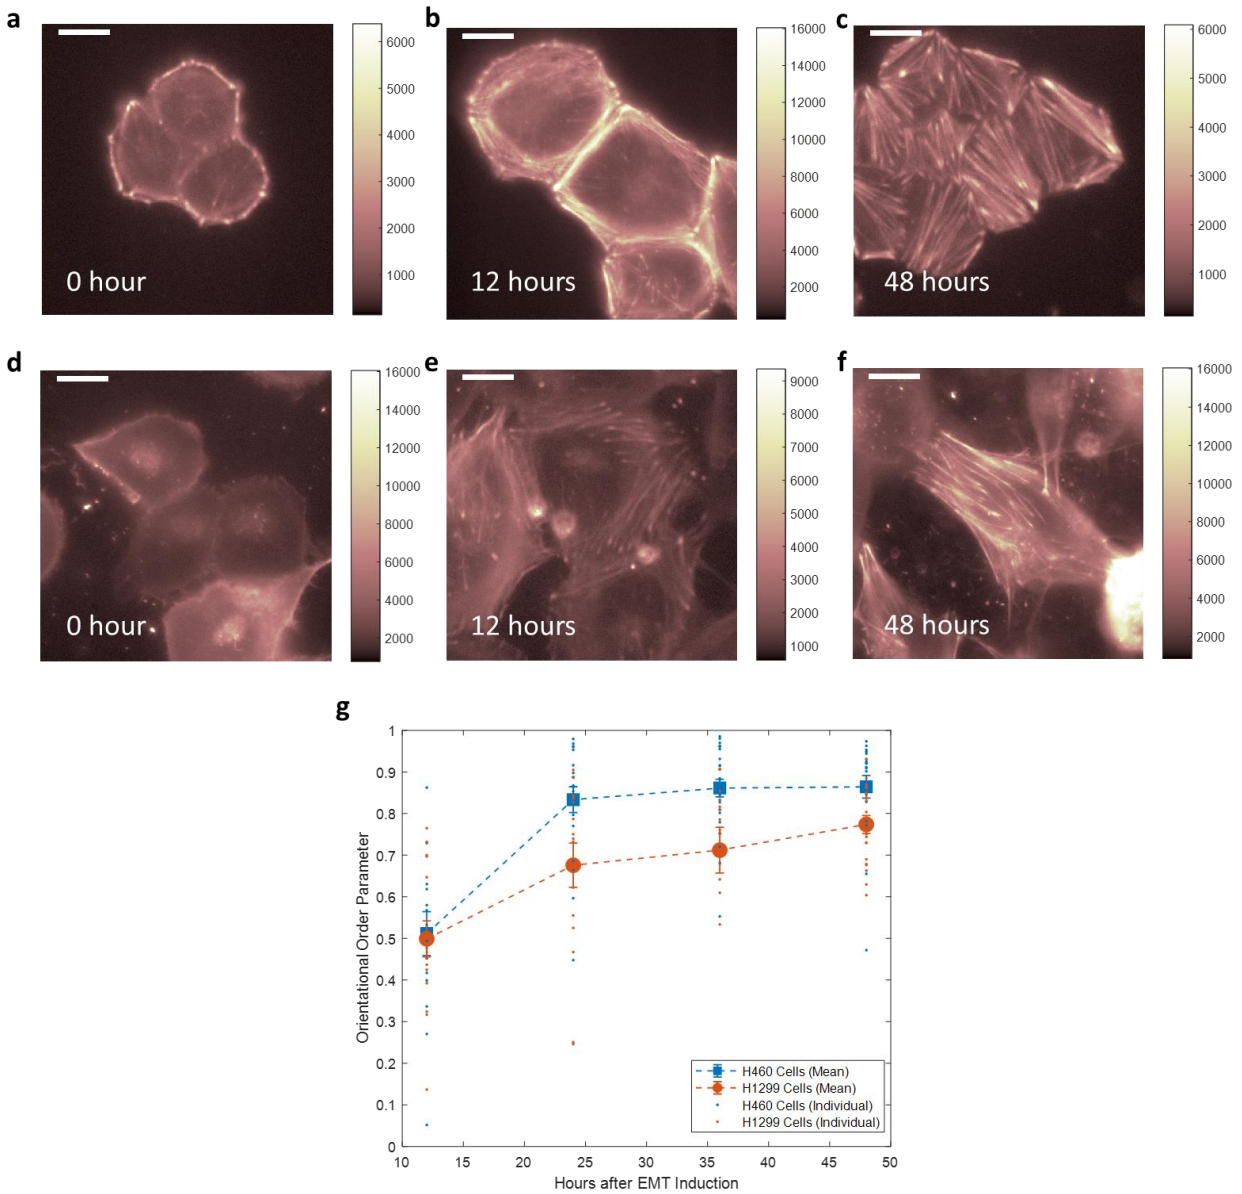 a
6000
5000
4000
3000
2000
1000
0 hour
b
16000
14000
12000
10000
8000
6000
4000
2000
12 hours
c
6000
5000
4000
3000
2000
1000
48 hours
d
16000
14000
12000
10000
8000
6000
4000
2000
0 hour
e
9000
8000
7000
6000
5000
4000
3000
2000
1000
12 hours
f
16000
14000
12000
10000
8000
6000
4000
2000
48 hours
g
1
0.9
0.8
0.7
0.6
0.5
0.4
0.3
0.2
0.1
0
Orientational Order Parameter
H460 Cells (Mean)
H1299 Cells (Mean)
H460 Cells (Individual)
H1299 Cells (Individual)
10 15 20 25 30 35 40 45 50
Hours after EMT Induction